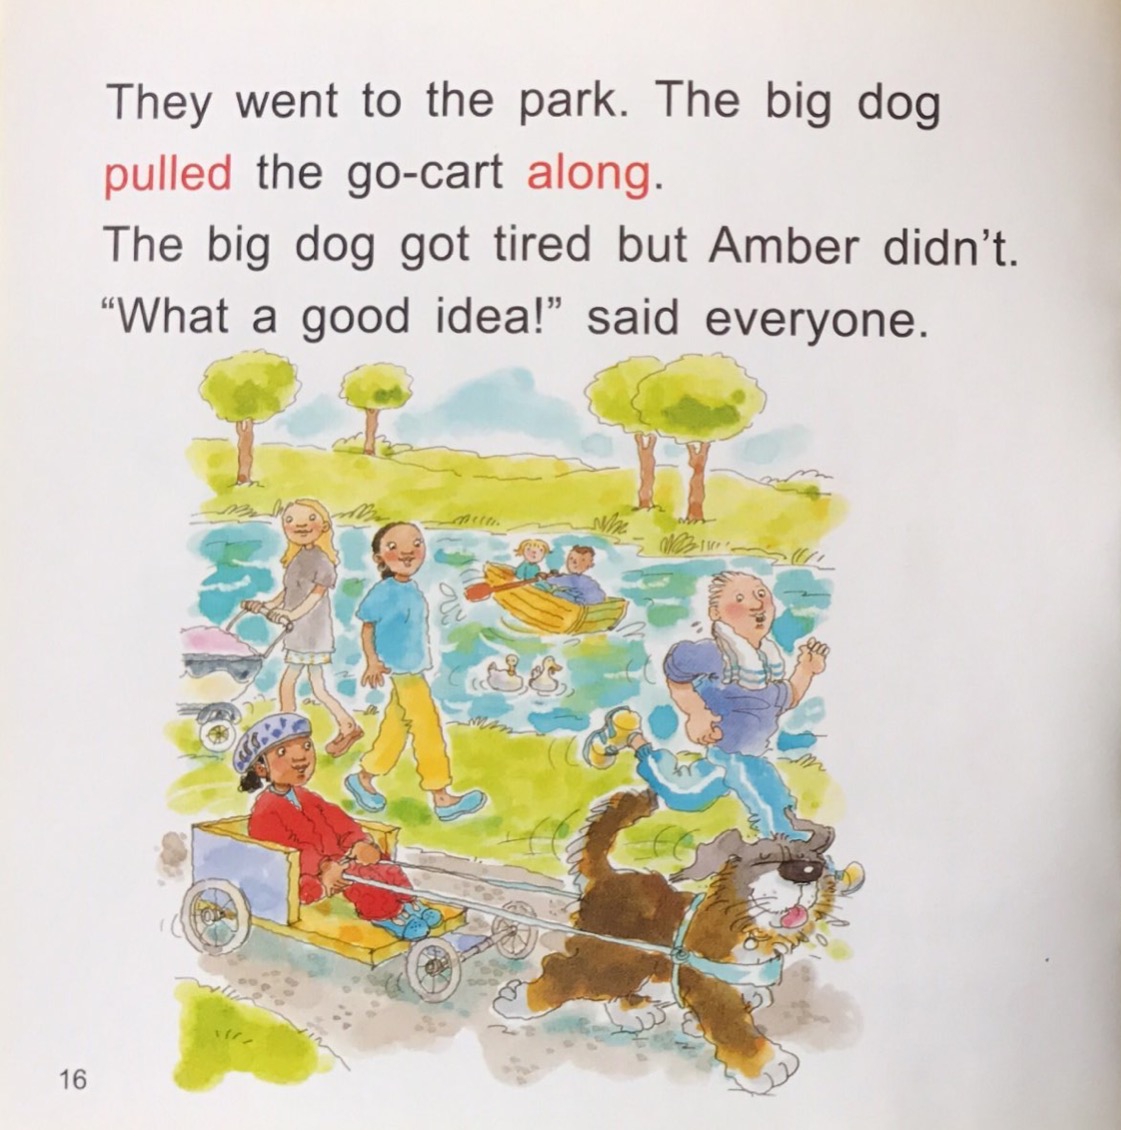 They went to the park. The big dog
pulled the go-cart along.
The big dog got tired but Amber didn’t.
“What a good idea!” said everyone.
16